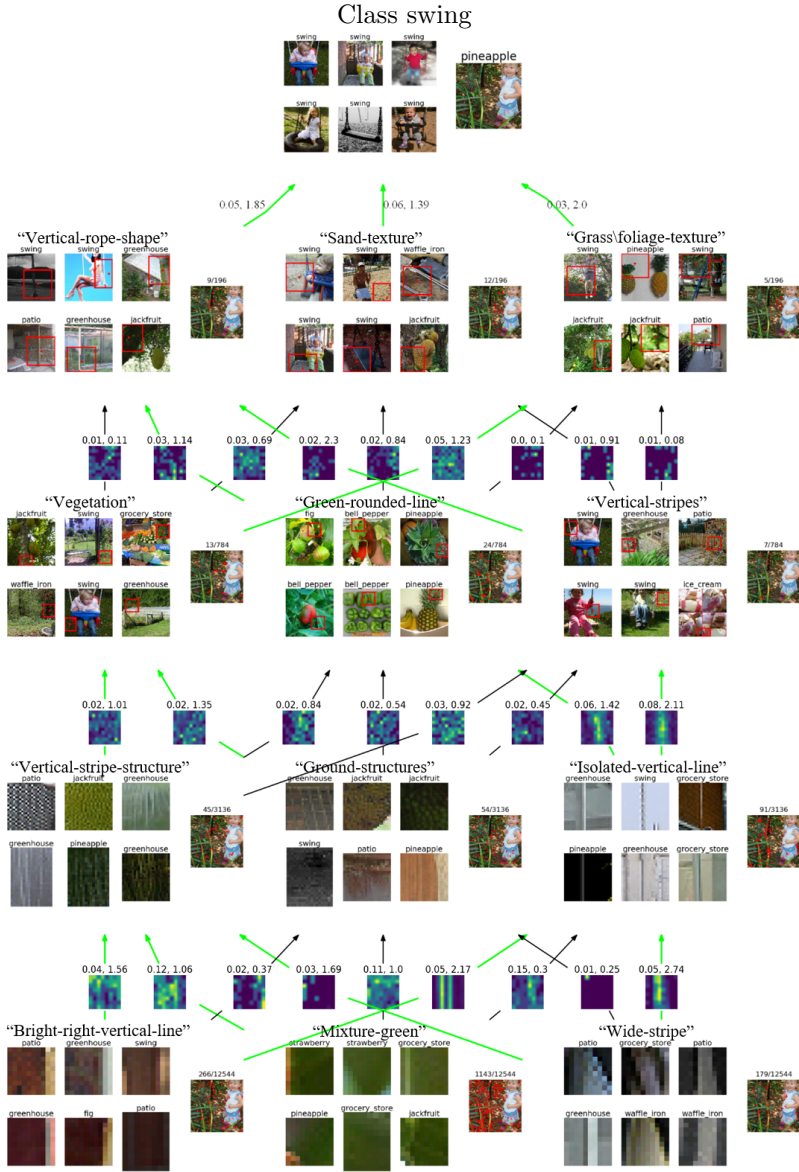 Class swing
swing swing swing
pineapple
swing swing swing
0.05, 1.85 0.06, 1.39 0.03, 2.0
“Vertical-rope-shape” “Sand-texture” “Grass\foliage-texture”
swing swing greenhouse swing swing waffle_iron swing pineapple swing
9/196 12/196 5/196
patio greenhouse jackfruit swing swing jackfruit jackfruit jackfruit patio
0.01, 0.11 0.03, 1.14 0.03, 0.69 0.02, 2.3 0.02, 0.84 0.05, 1.23 0.0, 0.1 0.01, 0.91 0.01, 0.08
“Vegetation” “Green-rounded-line” “Vertical-stripes”
jackfruit swing grocery_store fig bell_pepper pineapple swing greenhouse patio
13/784 24/784 7/784
waffle_iron swing greenhouse bell_pepper bell_pepper pineapple swing swing ice_cream
0.02, 1.01 0.02, 1.35 0.02, 0.84 0.02, 0.54 0.03, 0.92 0.02, 0.45 0.06, 1.42 0.08, 2.11
“Vertical-stripe-structure” “Ground-structures” “Isolated-vertical-line”
patio jackfruit greenhouse greenhouse jackfruit jackfruit greenhouse swing grocery_store
45/3136 54/3136 91/3136
greenhouse pineapple greenhouse swing patio pineapple pineapple greenhouse grocery_store
0.04, 1.56 0.12, 1.06 0.02, 0.37 0.03, 1.69 0.11, 1.0 0.05, 2.17 0.15, 0.3 0.01, 0.25 0.05, 2.74
“Bright-right-vertical-line” “Mixture-green” “Wide-stripe”
patio greenhouse swing strawberry strawberry grocery_store patio grocery_store patio
266/12544 1143/12544 179/12544
greenhouse fig patio pineapple grocery_store jackfruit greenhouse waffle_iron waffle_iron